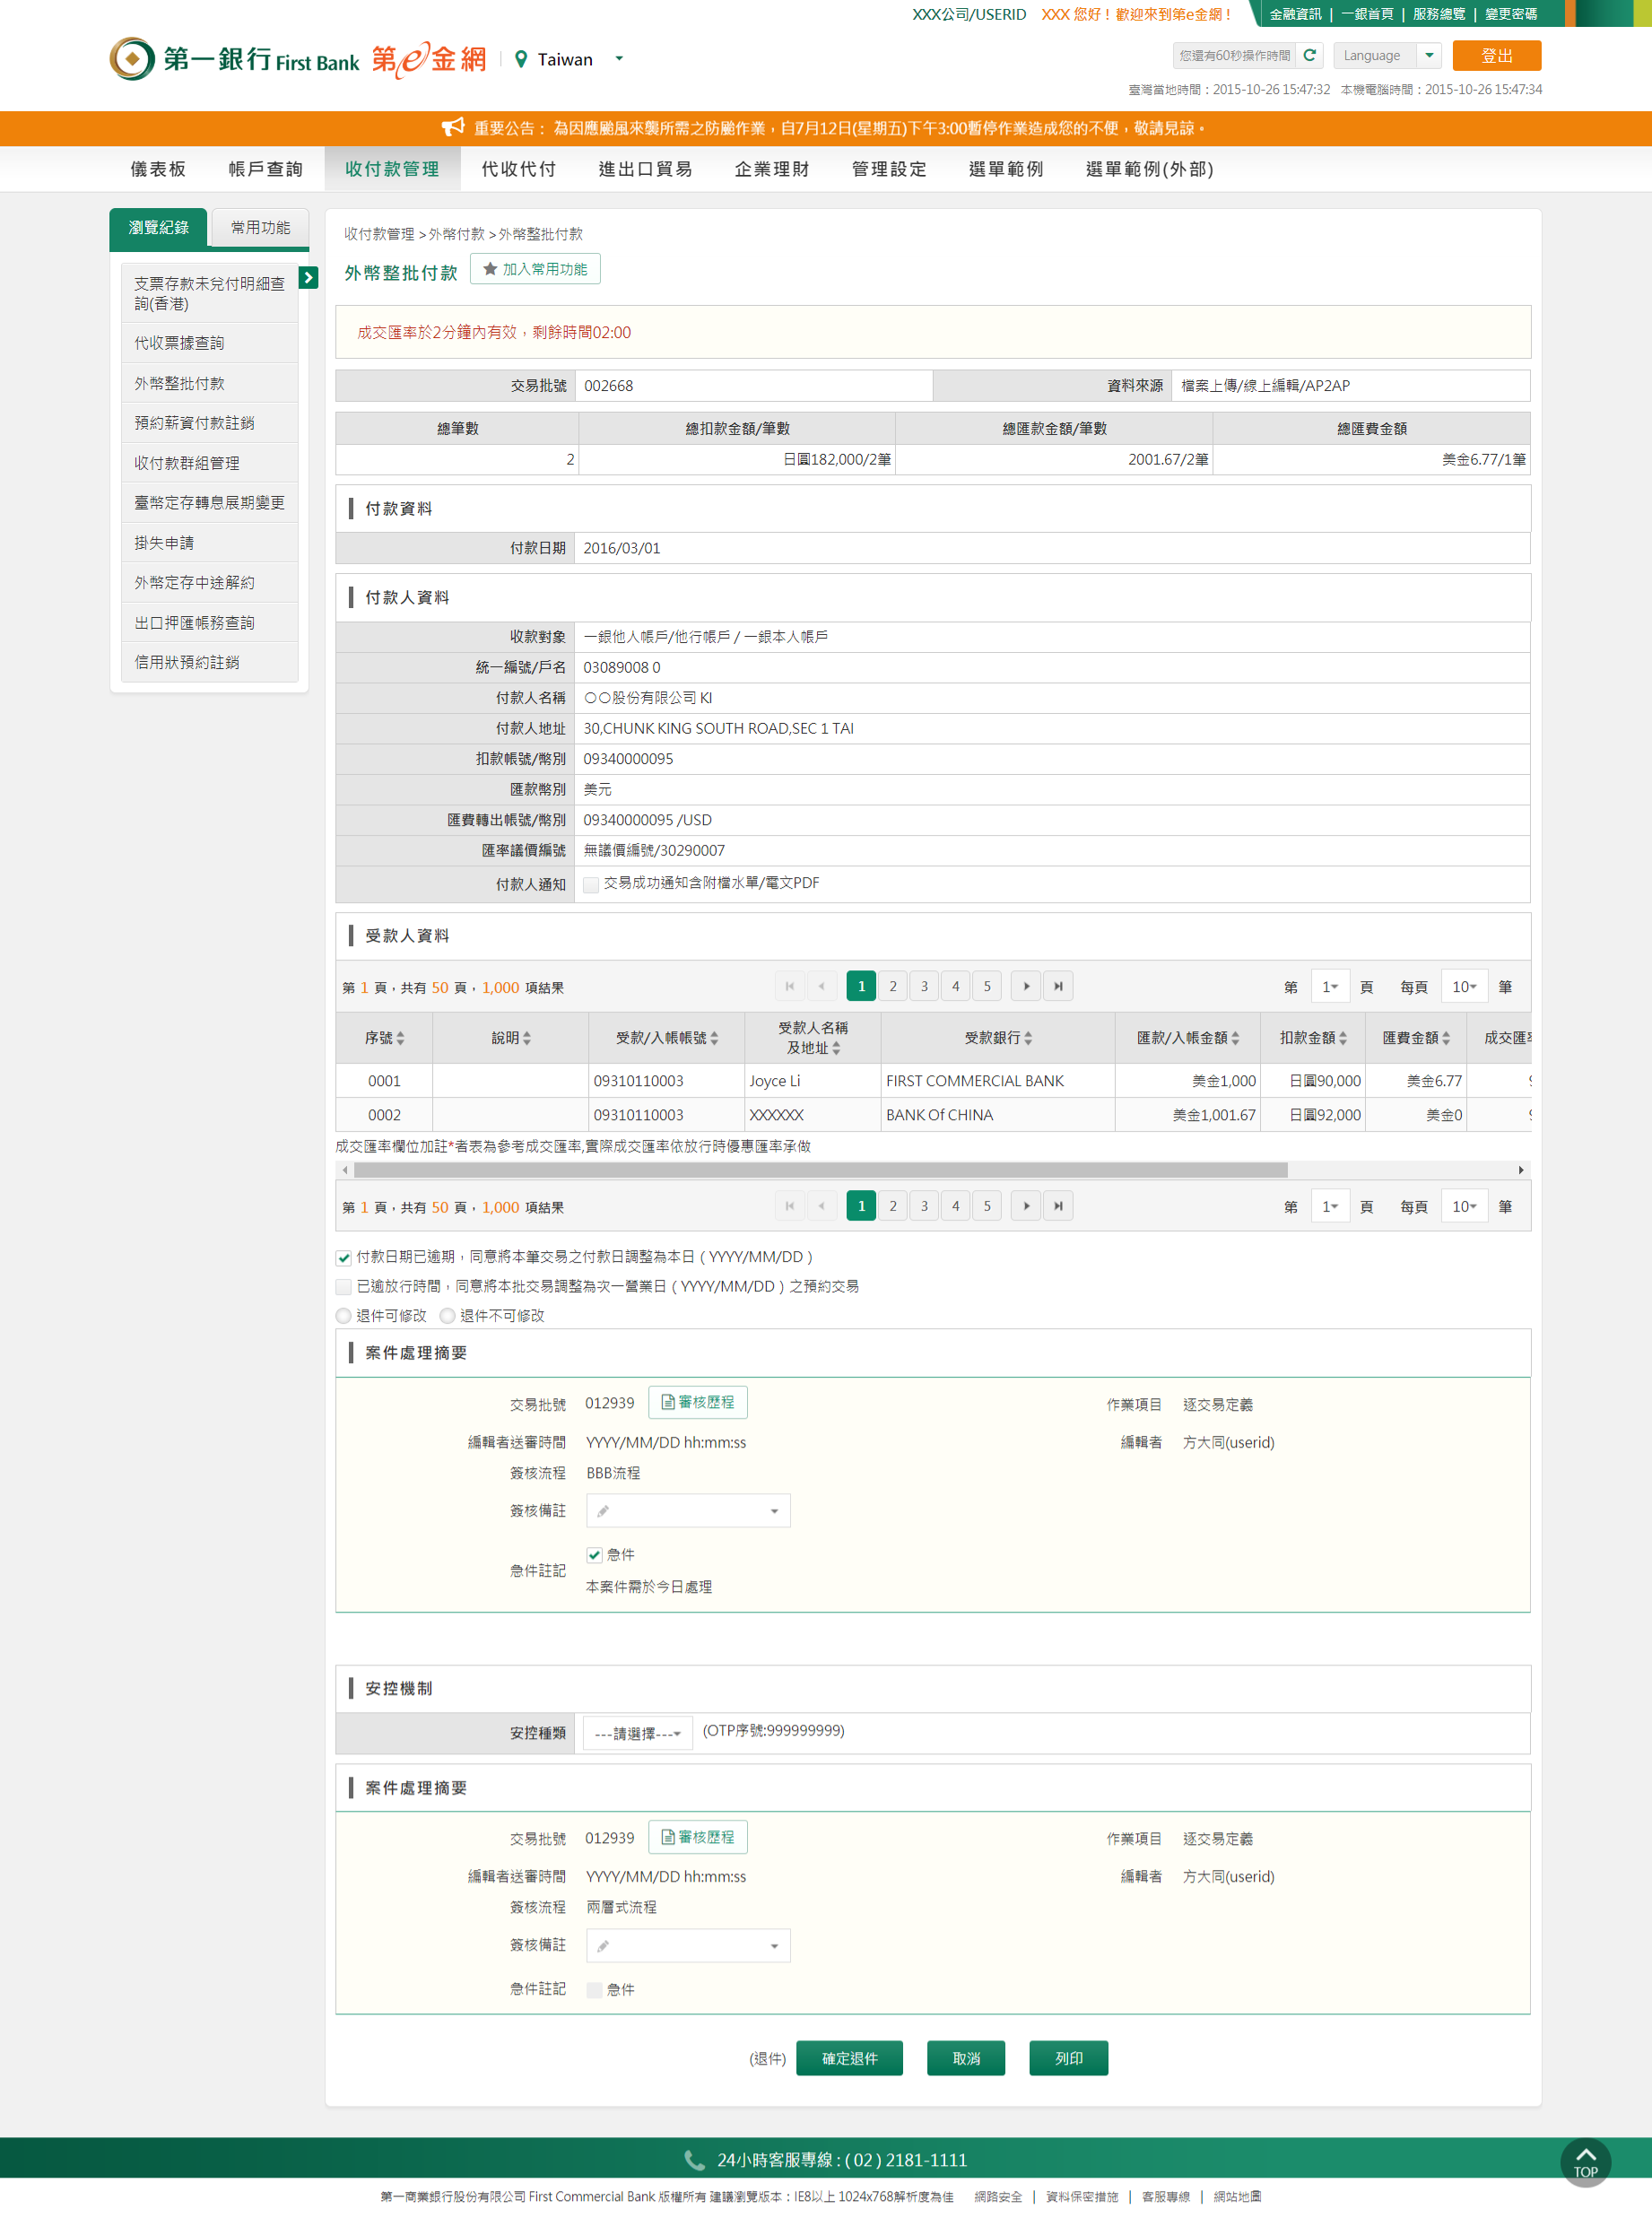 XXX公司/USERID XXX 您好！歡迎來到第e金網！ 金融資訊 | 一銀首頁 | 服務總覽 | 變更密碼
第一銀行 First Bank 第e金網 Taiwan
您還有60秒操作時間 Language 登出
臺灣當地時間：2015-10-26 15:47:32 本機電腦時間：2015-10-26 15:47:34
重要公告： 為因應颱風來襲所需之防颱作業，自7月12日(星期五)下午3:00暫停作業造成您的不便，敬請見諒。
儀表板 帳戶查詢 收付款管理 代收代付 進出口貿易 企業理財 管理設定 選單範例 選單範例(外部)
瀏覽紀錄 常用功能
支票存款未兌付明細查
詢(香港)
代收票據查詢
外幣整批付款
預約薪資付款註銷
收付款群組管理
臺幣定存轉息展期變更
掛失申請
外幣定存中途解約
出口押匯帳務查詢
信用狀預約註銷
收付款管理 >外幣付款 >外幣整批付款
外幣整批付款 加入常用功能
成交匯率於2分鐘內有效，剩餘時間02:00
交易批號 002668 資料來源 檔案上傳/線上編輯/AP2AP
總筆數 總扣款金額/筆數 總匯款金額/筆數 總匯費金額
2 日圓182,000/2筆 2001.67/2筆 美金6.77/1筆
付款資料
付款日期 2016/03/01
付款人資料
收款對象 一銀他人帳戶/他行帳戶 / 一銀本人帳戶
統一編號/戶名 03089008 0
付款人名稱 〇〇股份有限公司 KI
付款人地址 30,CHUNK KING SOUTH ROAD,SEC 1 TAI
扣款帳號/幣別 09340000095
匯款幣別 美元
匯費轉出帳號/幣別 09340000095 /USD
匯率議價編號 無議價編號/30290007
付款人通知 交易成功通知含附檔水單/電文PDF
受款人資料
第 1 頁，共有 50 頁，1,000 項結果 1 2 3 4 5 第 1 頁 每頁 10 筆
序號 說明 受款/入帳帳號 受款人名稱
及地址 受款銀行 匯款/入帳金額 扣款金額 匯費金額 成交匯
0001 09310110003 Joyce Li FIRST COMMERCIAL BANK 美金1,000 日圓90,000 美金6.77
0002 09310110003 XXXXXX BANK Of CHINA 美金1,001.67 日圓92,000 美金0
成交匯率欄位加註*者表為參考成交匯率,實際成交匯率依放行時優惠匯率承做
第 1 頁，共有 50 頁，1,000 項結果 1 2 3 4 5 第 1 頁 每頁 10 筆
付款日期已逾期，同意將本筆交易之付款日調整為本日 ( YYYY/MM/DD )
已逾放行時間，同意將本批交易調整為次一營業日 ( YYYY/MM/DD ) 之預約交易
退件可修改 退件不可修改
案件處理摘要
交易批號 012939 審核歷程 作業項目 逐交易定義
編輯者送審時間 YYYY/MM/DD hh:mm:ss 編輯者 方大同(userid)
簽核流程 BBB流程
簽核備註
急件註記 急件
本案件需於今日處理
安控機制
安控種類 ---請選擇--- (OTP序號:999999999)
案件處理摘要
交易批號 012939 審核歷程 作業項目 逐交易定義
編輯者送審時間 YYYY/MM/DD hh:mm:ss 編輯者 方大同(userid)
簽核流程 兩層式流程
簽核備註
急件註記 急件
(退件) 確定退件 取消 列印
24小時客服專線 : ( 02 ) 2181-1111
TOP
第一商業銀行股份有限公司 First Commercial Bank 版權所有 建議瀏覽版本：IE8以上 1024x768解析度為佳 網路安全 | 資料保密措施 | 客服專線 | 網站地圖